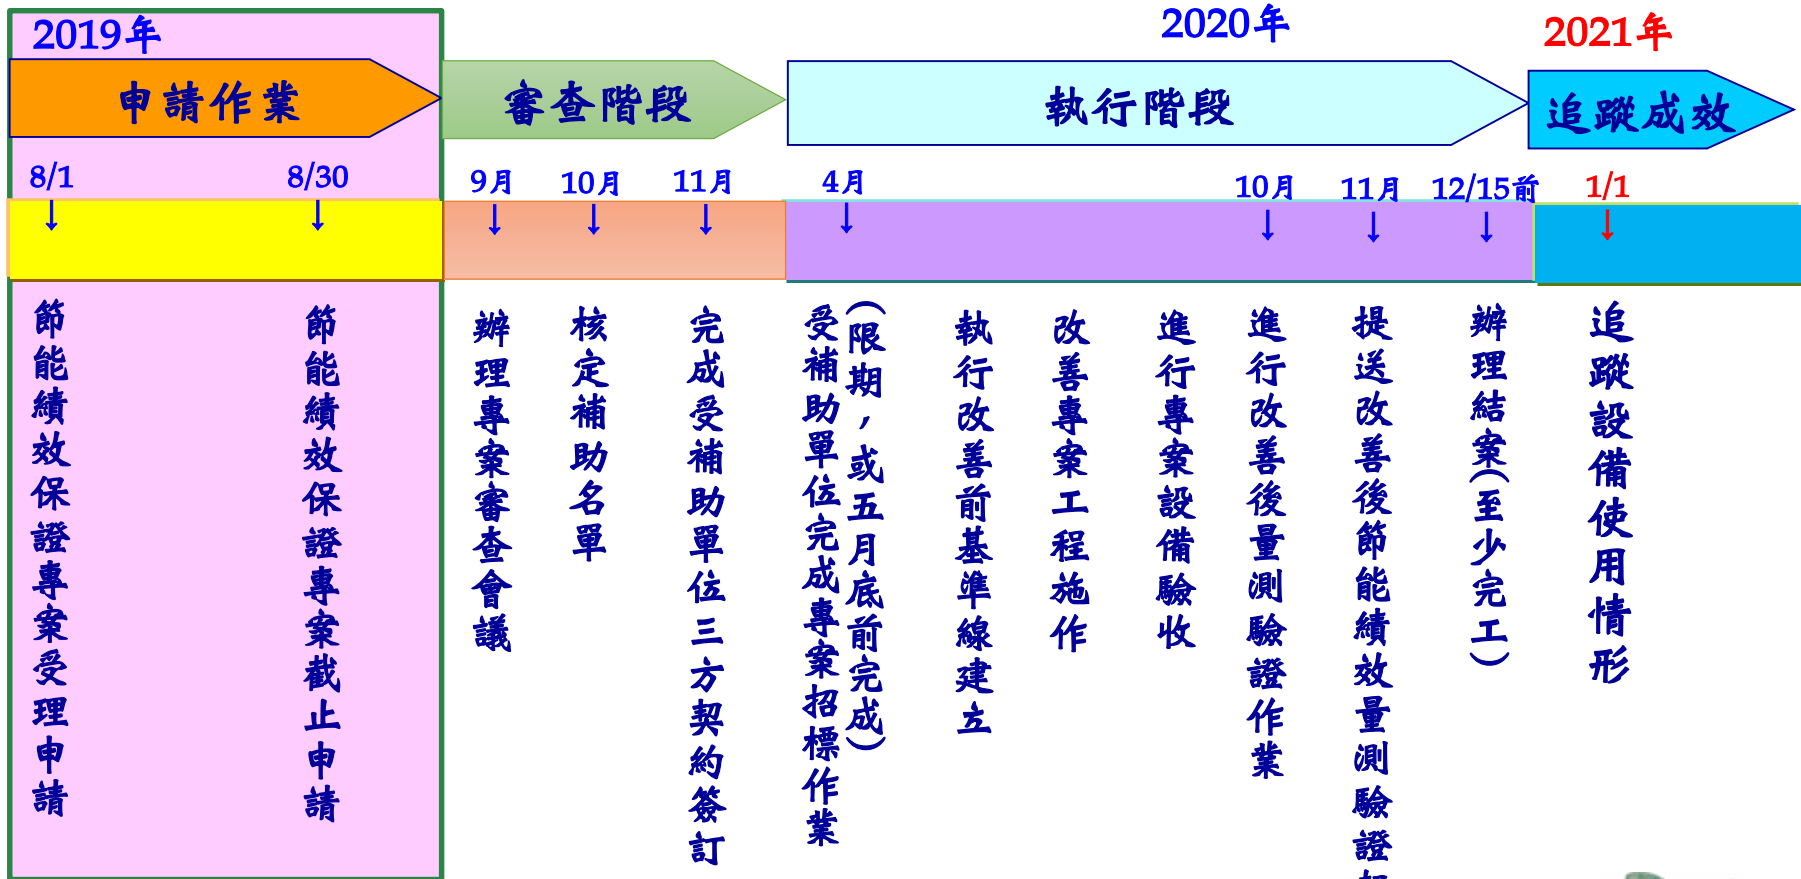 2019年
2020年
2021年
申請作業
審查階段
執行階段
追蹤成效
8/1
8/30
9月
10月
11月
4月
10月
11月
12/15前
1/1
節能績效保證專案受理申請
節能績效保證專案截止申請
辦理專案審查會議
核定補助名單
完成受補助單位三方契約簽訂
受補助單位完成專案招標作業
(限期，或五月底前完成)
執行改善前基準線建立
改善專案工程施作
進行專案設備驗收
進行改善後量測驗證作業
提送改善後節能績效量測驗證
辦理結案(至少完工)
追蹤設備使用情形